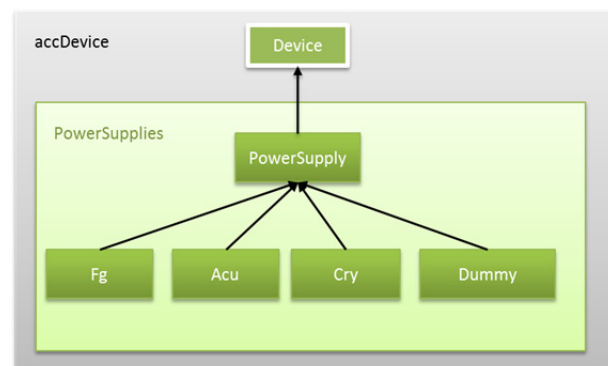 accDevice
Device
PowerSupplies
PowerSupply
Fg
Acu
Cry
Dummy